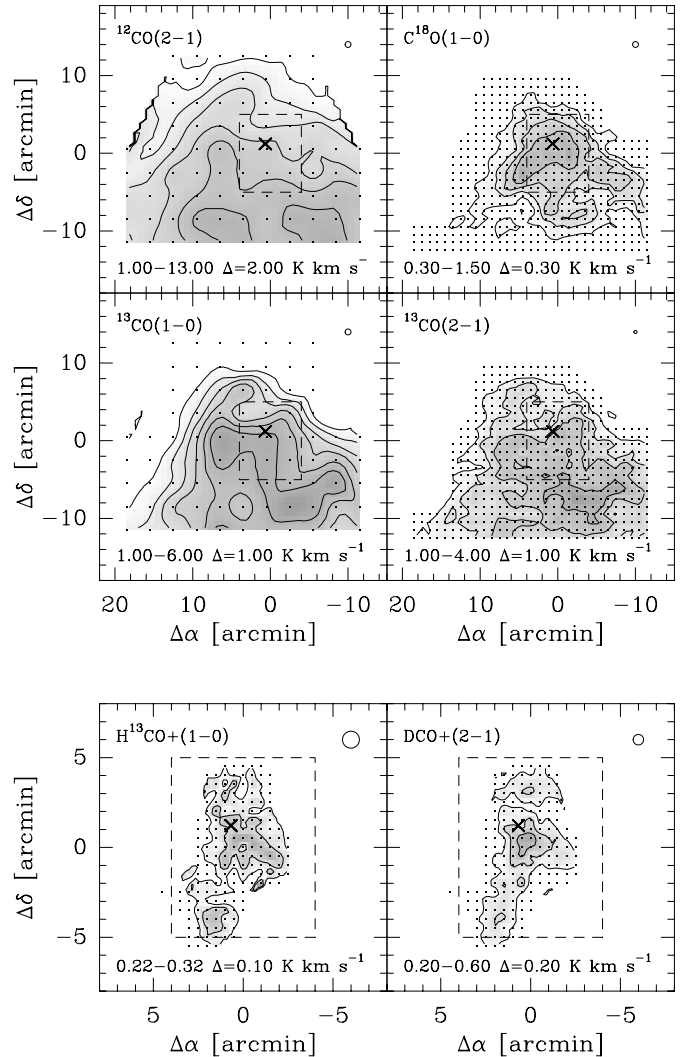 ¹²CO(2−1)
C¹⁸O(1−0)
10
0
−10
Δδ [arcmin]
1.00−13.00 Δ=2.00 K km s⁻
0.30−1.50 Δ=0.30 K km s⁻¹
¹³CO(1−0)
¹³CO(2−1)
10
0
−10
Δδ [arcmin]
1.00−6.00 Δ=1.00 K km s⁻¹
1.00−4.00 Δ=1.00 K km s⁻¹
20 10 0 −10 20 10 0 −10
Δα [arcmin] Δα [arcmin]
H¹³CO+(1−0)
DCO+(2−1)
5
0
−5
Δδ [arcmin]
0.22−0.32 Δ=0.10 K km s⁻¹
0.20−0.60 Δ=0.20 K km s⁻¹
5 0 −5 5 0 −5
Δα [arcmin] Δα [arcmin]